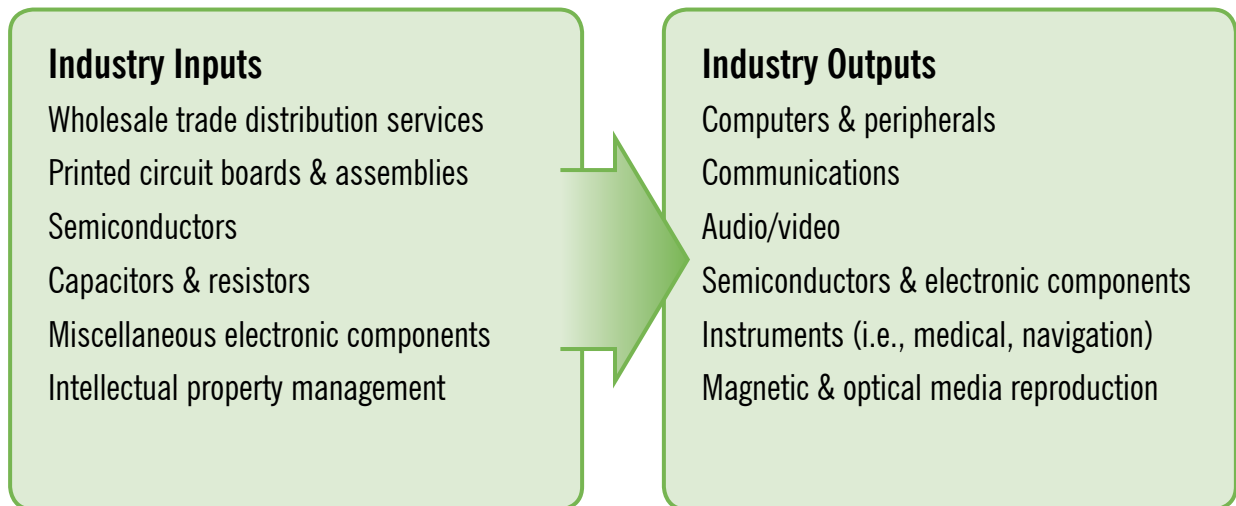 Industry Inputs
Wholesale trade distribution services
Printed circuit boards & assemblies
Semiconductors
Capacitors & resistors
Miscellaneous electronic components
Intellectual property management
Industry Outputs
Computers & peripherals
Communications
Audio/video
Semiconductors & electronic components
Instruments (i.e., medical, navigation)
Magnetic & optical media reproduction